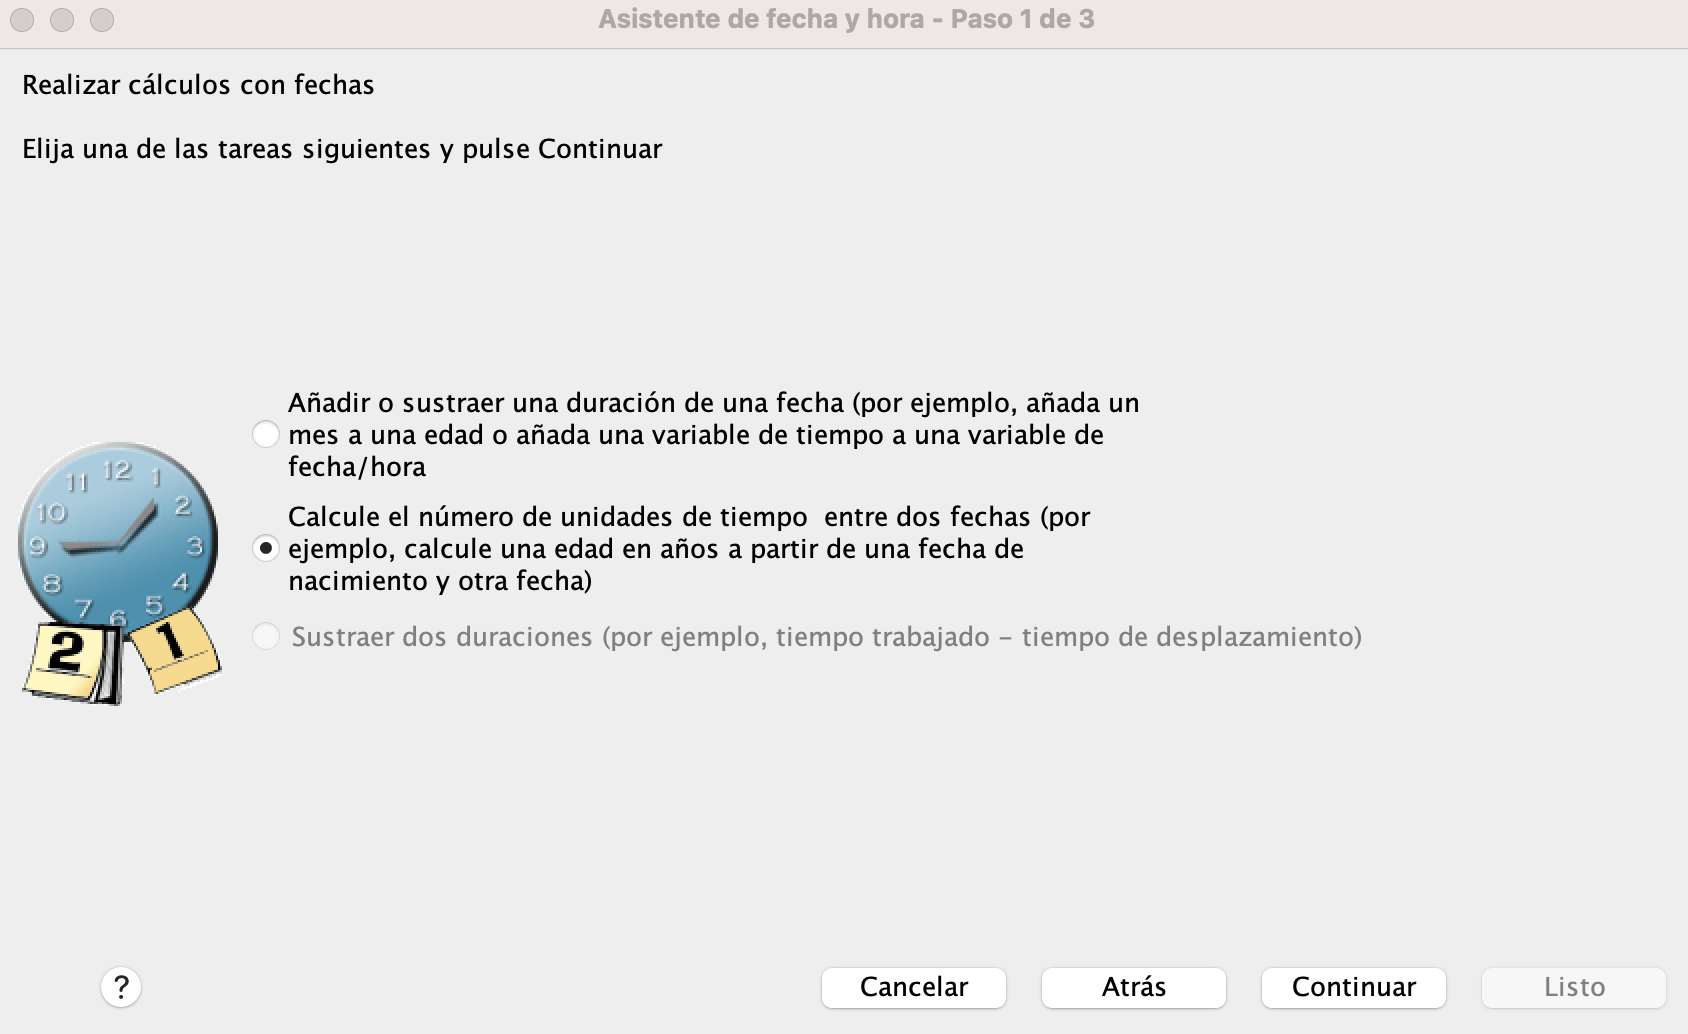 Asistente de fecha y hora - Paso 1 de 3
Realizar cálculos con fechas
Elija una de las tareas siguientes y pulse Continuar
Añadir o sustraer una duración de una fecha (por ejemplo, añada un
mes a una edad o añada una variable de tiempo a una variable de
fecha/hora
Calcule el número de unidades de tiempo  entre dos fechas (por
ejemplo, calcule una edad en años a partir de una fecha de
nacimiento y otra fecha)
Sustraer dos duraciones (por ejemplo, tiempo trabajado – tiempo de desplazamiento)
12
11 1
10 2
9 3
8 4
7 6 5
2 1
? Cancelar Atrás Continuar Listo